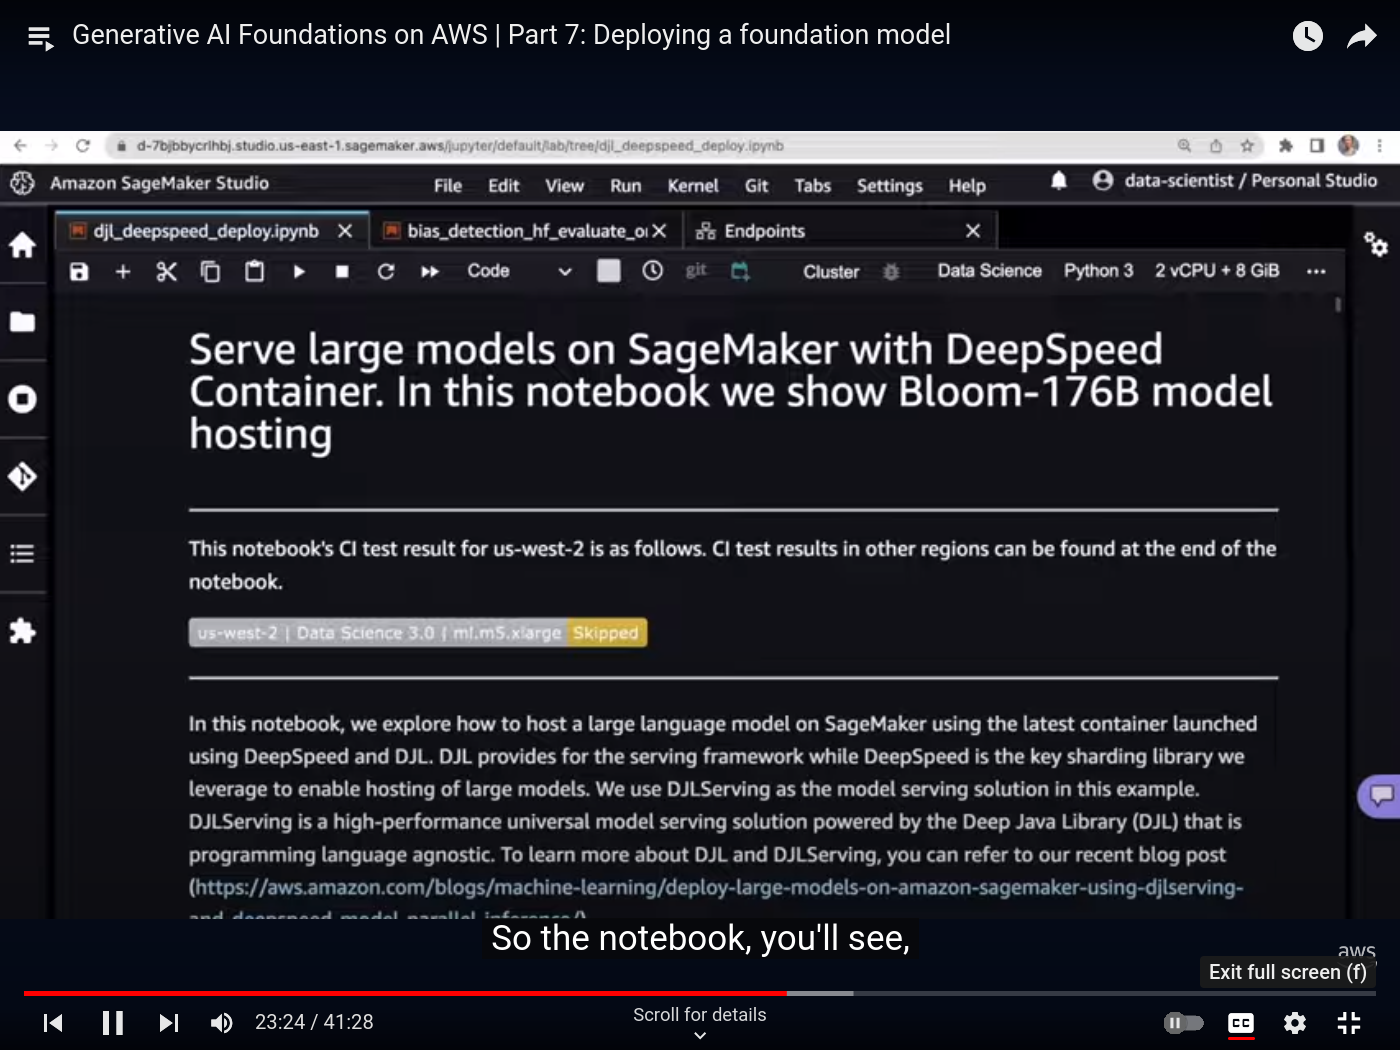 Generative AI Foundations on AWS | Part 7: Deploying a foundation model
d-7bjbbycrlhbj.studio.us-east-1.sagemaker.aws/jupyter/default/lab/tree/djl_deepspeed_deploy.ipynb
Amazon SageMaker Studio
File Edit View Run Kernel Git Tabs Settings Help
data-scientist / Personal Studio
djl_deepspeed_deploy.ipynb
bias_detection_hf_evaluate_o
Endpoints
Code
git
Cluster
Data Science
Python 3
2 vCPU + 8 GiB
Serve large models on SageMaker with DeepSpeed
Container. In this notebook we show Bloom-176B model
hosting
This notebook's CI test result for us-west-2 is as follows. CI test results in other regions can be found at the end of the
notebook.
us-west-2 | Data Science 3.0 | ml.m5.xlarge Skipped
In this notebook, we explore how to host a large language model on SageMaker using the latest container launched
using DeepSpeed and DJL. DJL provides for the serving framework while DeepSpeed is the key sharding library we
leverage to enable hosting of large models. We use DJLServing as the model serving solution in this example.
DJLServing is a high-performance universal model serving solution powered by the Deep Java Library (DJL) that is
programming language agnostic. To learn more about DJL and DJLServing, you can refer to our recent blog post
(https://aws.amazon.com/blogs/machine-learning/deploy-large-models-on-amazon-sagemaker-using-djlserving-
and-deepspeed-model-parallel-inference/)
So the notebook, you'll see,
aws
Exit full screen (f)
23:24 / 41:28
Scroll for details
CC